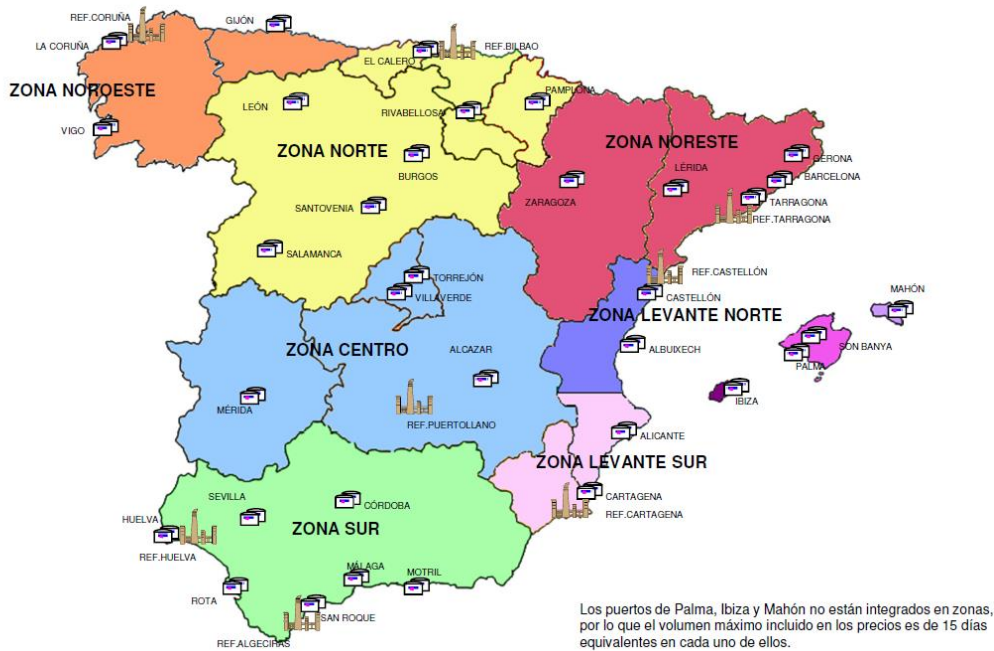 REF.CORUÑA
GIJÓN
LA CORUÑA
EL CALERO
REF.BILBAO
ZONA NOROESTE
LEÓN
RIVABELLOSA
PAMPLONA
VIGO
ZONA NORTE
ZONA NORESTE
BURGOS
GERONA
LÉRIDA
BARCELONA
ZARAGOZA
SANTOVENIA
TARRAGONA
REF.TARRAGONA
SALAMANCA
TORREJÓN
REF.CASTELLÓN
VILLAVERDE
CASTELLÓN
MAHÓN
ZONA LEVANTE NORTE
ZONA CENTRO
ALCAZAR
ALBUIXECH
SON BANYA
PALMA
MÉRIDA
IBIZA
REF.PUERTOLLANO
ALICANTE
ZONA LEVANTE SUR
SEVILLA
CÓRDOBA
CARTAGENA
HUELVA
REF.CARTAGENA
ZONA SUR
REF.HUELVA
MÁLAGA
MOTRIL
ROTA
SAN ROQUE
REF.ALGECIRAS
Los puertos de Palma, Ibiza y Mahón no están integrados en zonas,
por lo que el volumen máximo incluido en los precios es de 15 días
equivalentes en cada uno de ellos.